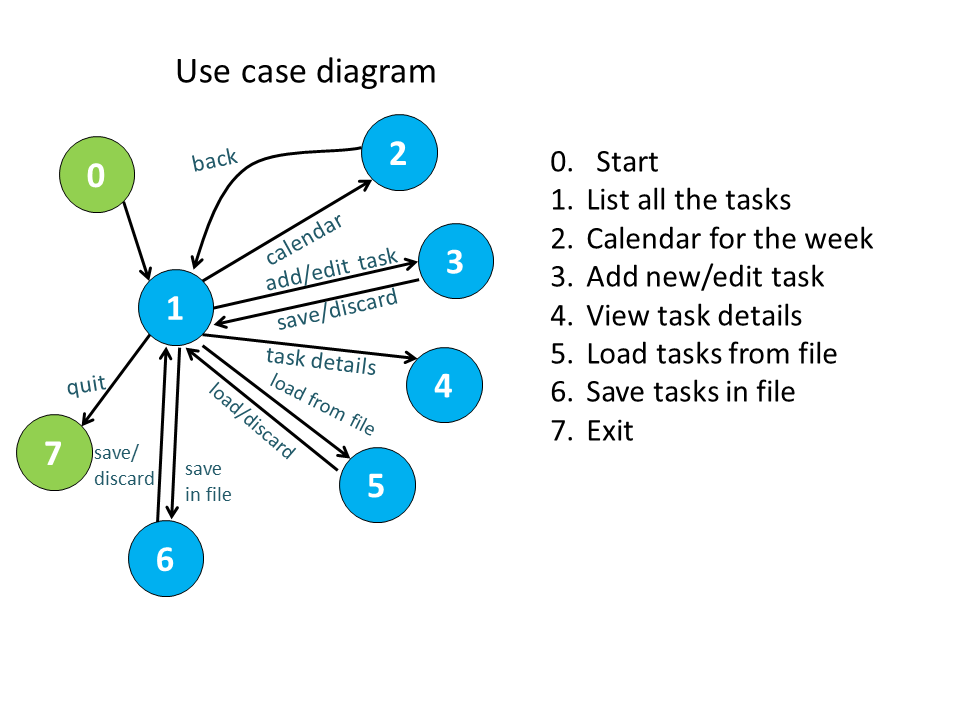 Use case diagram
0
1
2
3
4
5
6
7
back
calendar
add/edit task
save/discard
task details
load from file
load/discard
quit
save/
discard
save
in file
0. Start
1. List all the tasks
2. Calendar for the week
3. Add new/edit task
4. View task details
5. Load tasks from file
6. Save tasks in file
7. Exit